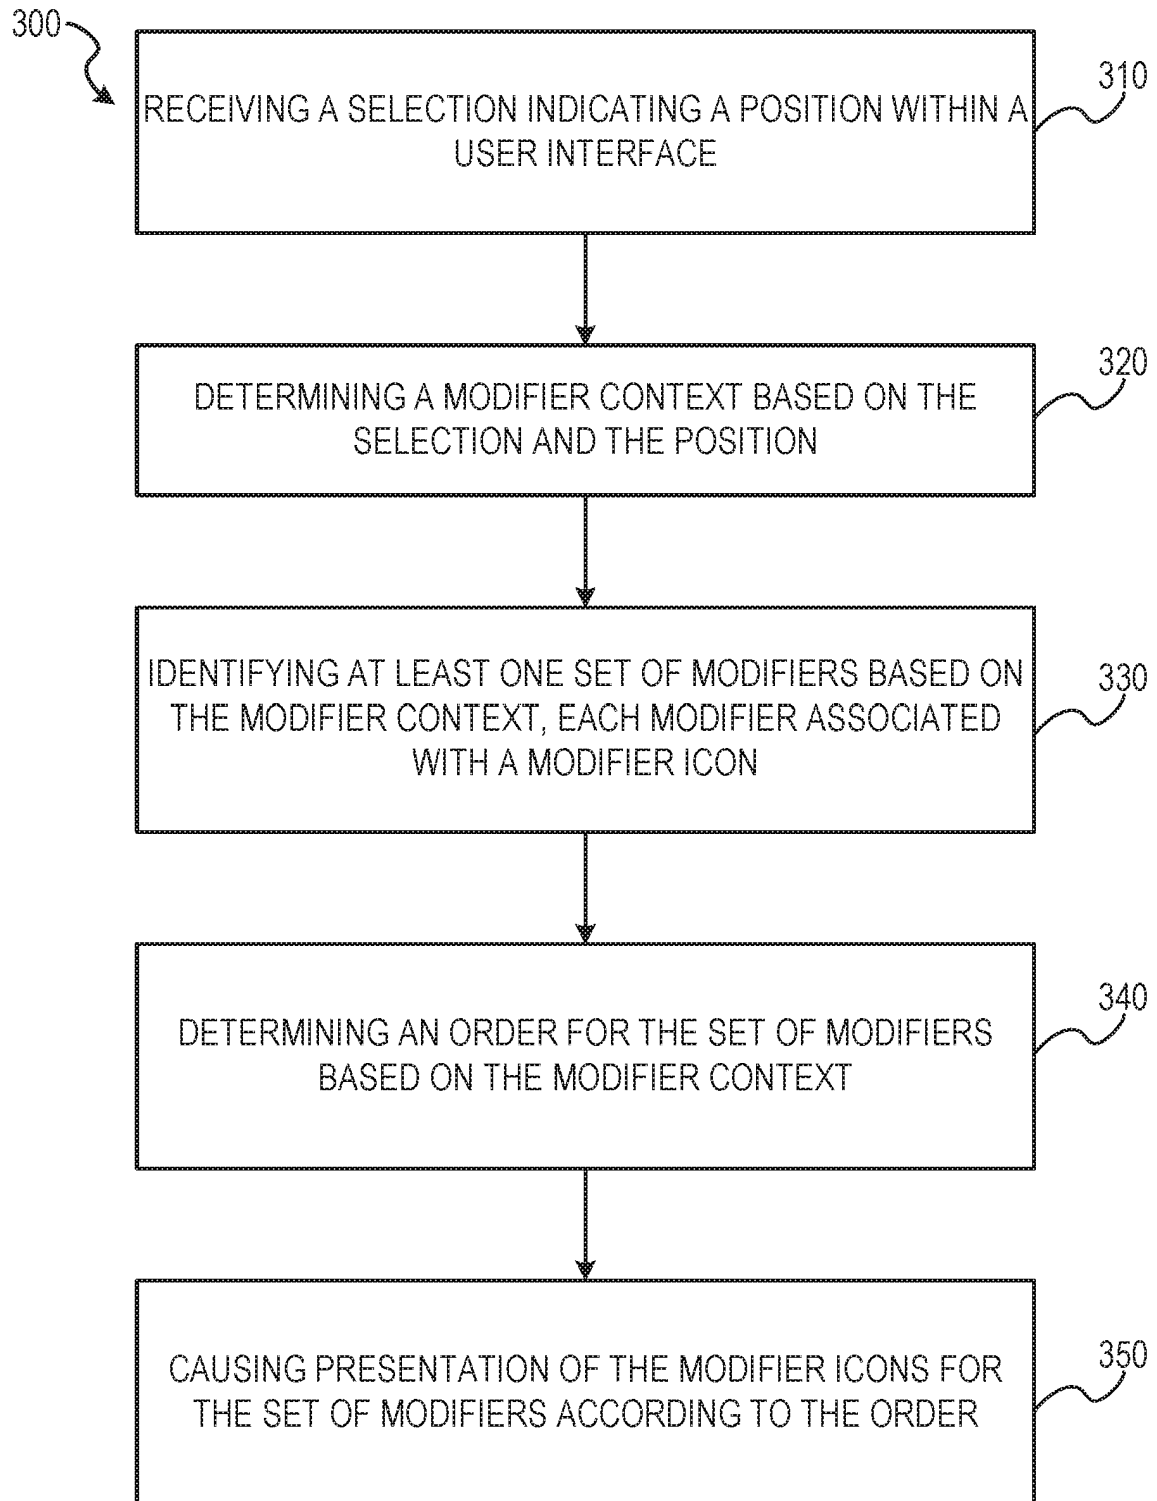 300
310
RECEIVING A SELECTION INDICATING A POSITION WITHIN A
USER INTERFACE
320
DETERMINING A MODIFIER CONTEXT BASED ON THE
SELECTION AND THE POSITION
330
IDENTIFYING AT LEAST ONE SET OF MODIFIERS BASED ON
THE MODIFIER CONTEXT, EACH MODIFIER ASSOCIATED
WITH A MODIFIER ICON
340
DETERMINING AN ORDER FOR THE SET OF MODIFIERS
BASED ON THE MODIFIER CONTEXT
350
CAUSING PRESENTATION OF THE MODIFIER ICONS FOR
THE SET OF MODIFIERS ACCORDING TO THE ORDER